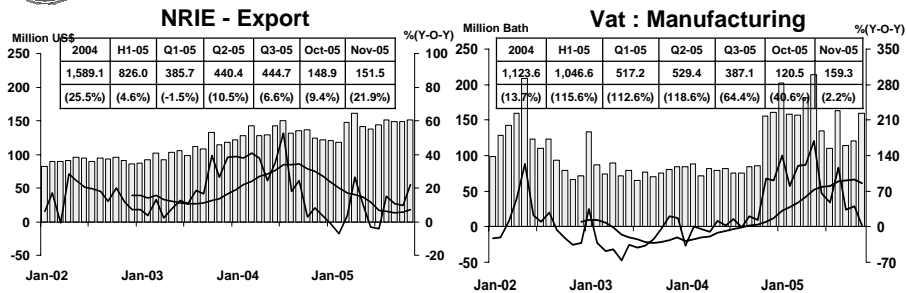 NRIE - Export
Million US$
%(Y-O-Y)
2004 H1-05 Q1-05 Q2-05 Q3-05 Oct-05 Nov-05
1,589.1 826.0 385.7 440.4 444.7 148.9 151.5
(25.5%) (4.6%) (-1.5%) (10.5%) (6.6%) (9.4%) (21.9%)
250
200
150
100
50
0
-50
100
80
60
40
20
0
-20
Jan-02 Jan-03 Jan-04 Jan-05
Vat : Manufacturing
Million Bath
%(Y-O-Y)
2004 H1-05 Q1-05 Q2-05 Q3-05 Oct-05 Nov-05
1,123.6 1,046.6 517.2 529.4 387.1 120.5 159.3
(13.7%) (115.6%) (112.6%) (118.6%) (64.4%) (40.6%) (2.2%)
250
200
150
100
50
0
-50
350
280
210
140
70
0
-70
Jan-02 Jan-03 Jan-04 Jan-05